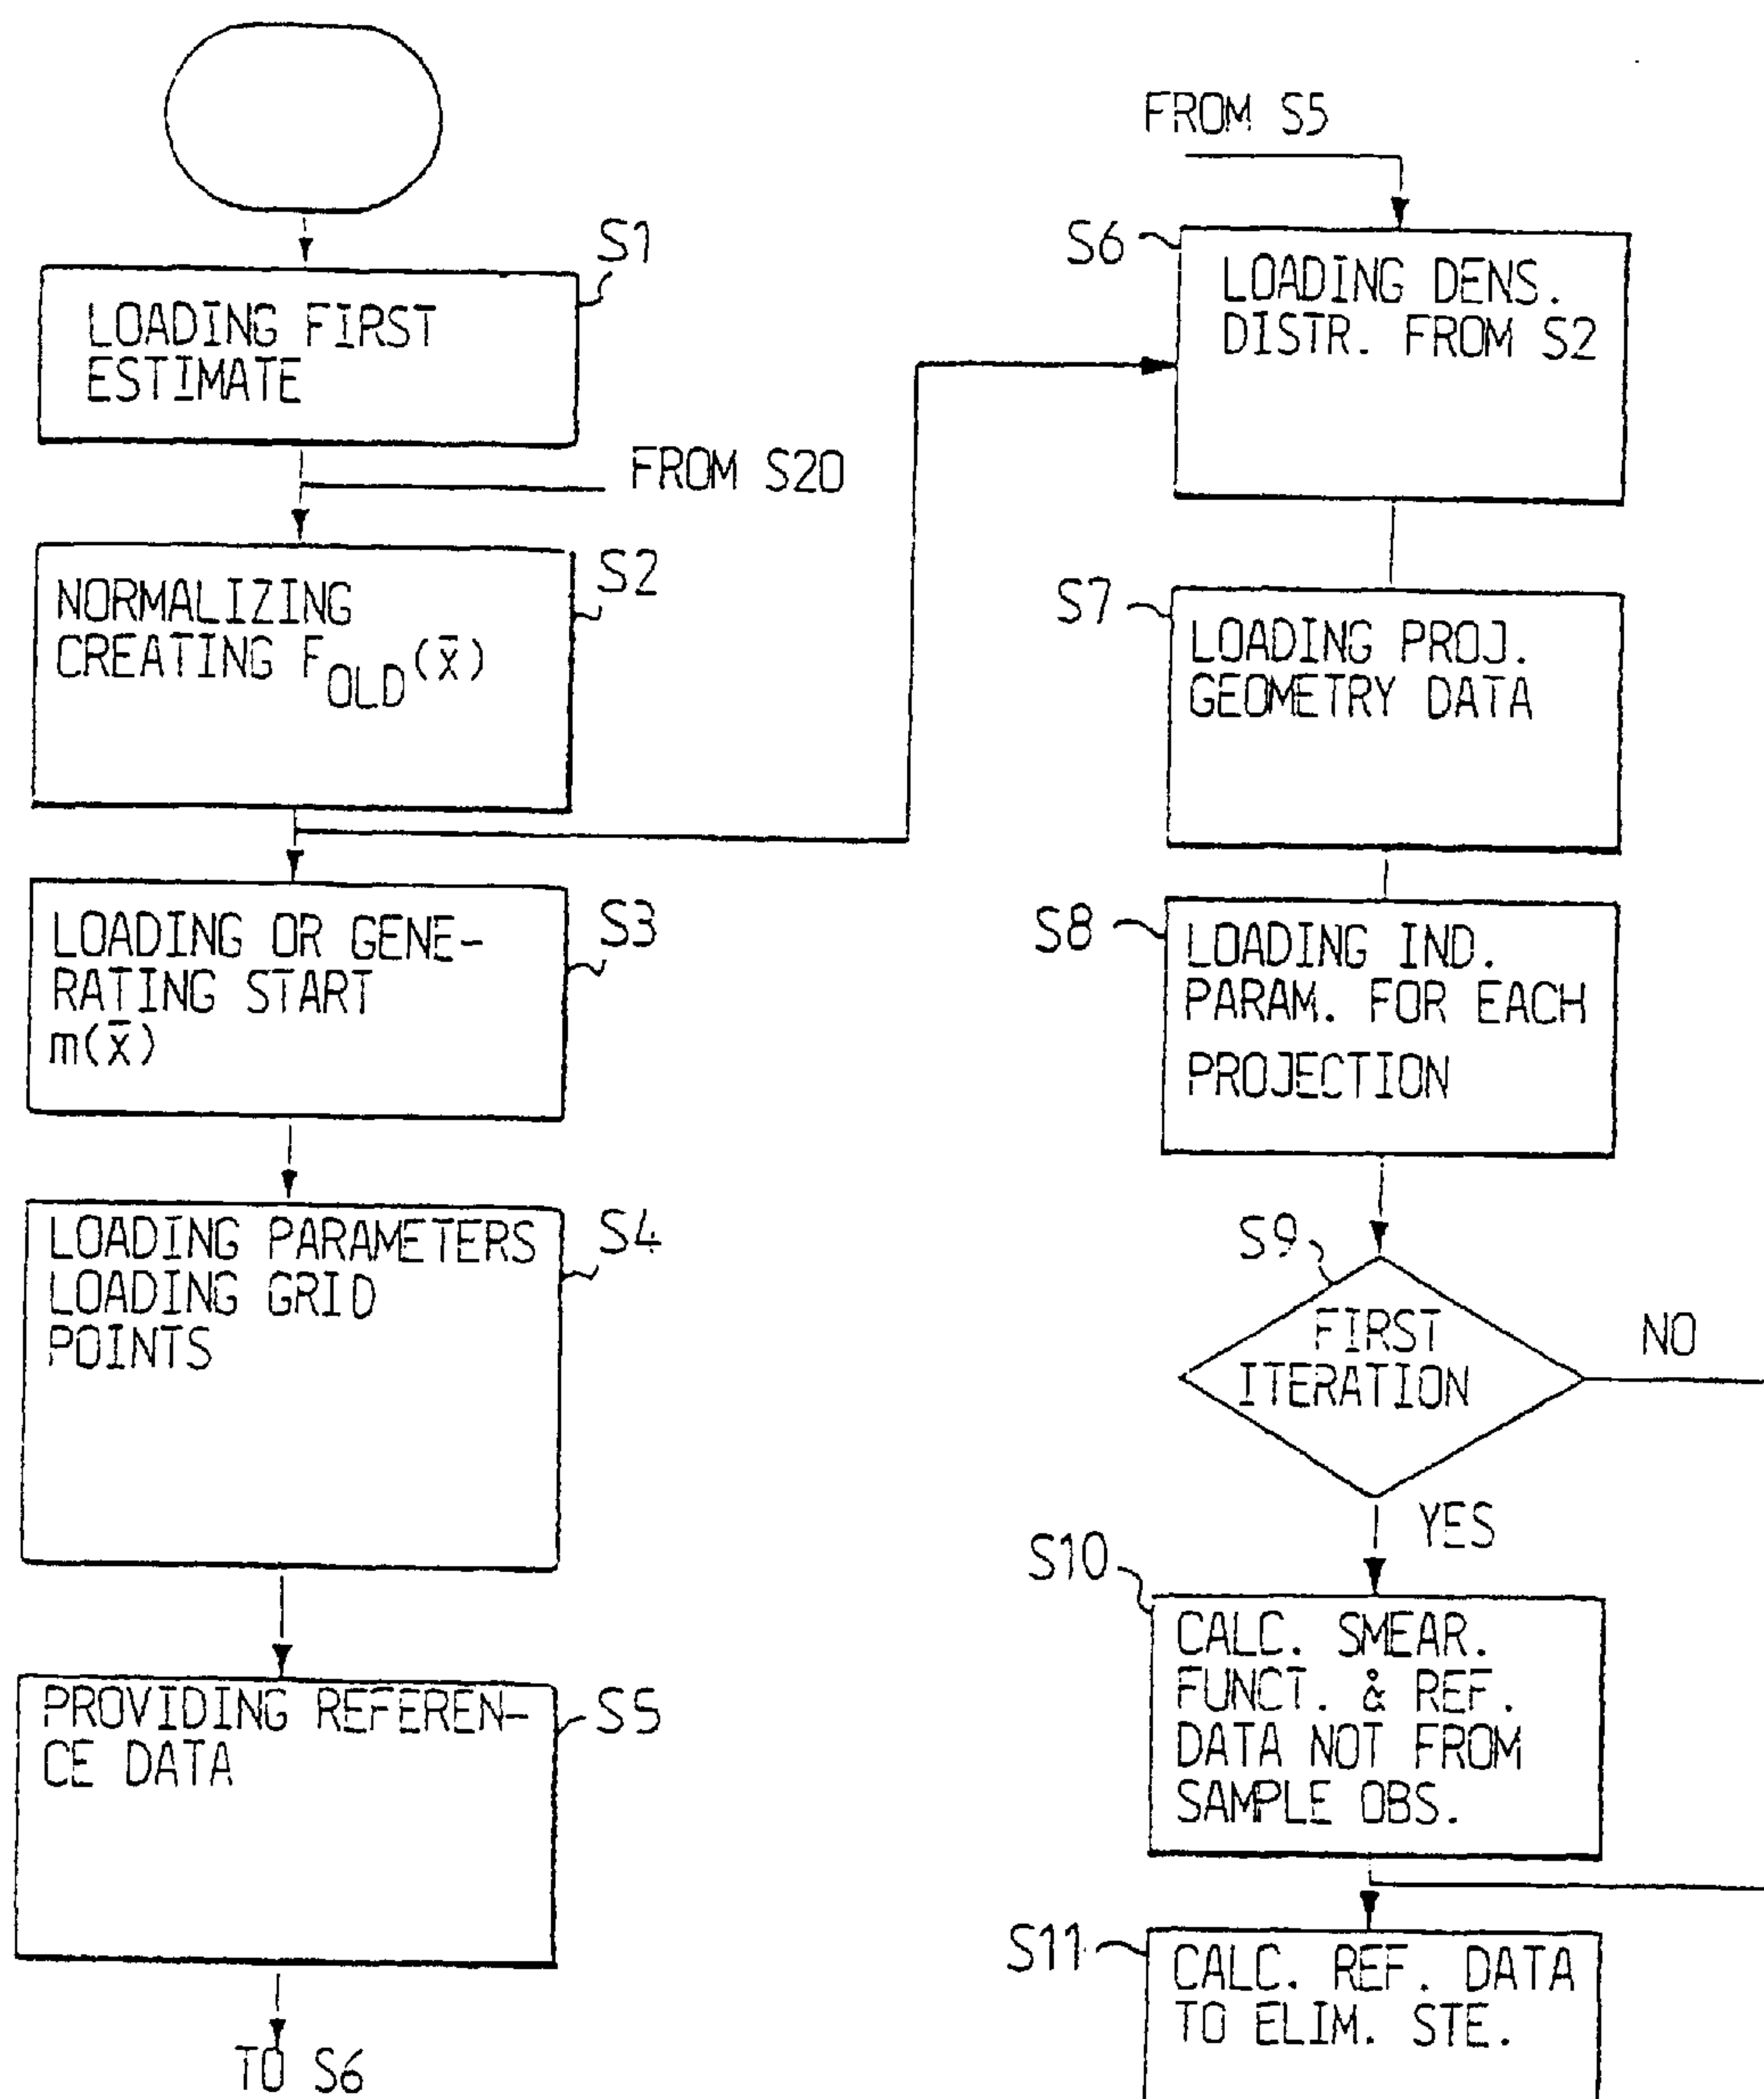 S1
LOADING FIRST
ESTIMATE
FROM S20
S2
NORMALIZING
CREATING F_OLD(x̄)
S3
LOADING OR GENE-
RATING START
m(x̄)
S4
LOADING PARAMETERS
LOADING GRID
POINTS
S5
PROVIDING REFEREN-
CE DATA
TO S6
FROM S5
S6
LOADING DENS.
DISTR. FROM S2
S7
LOADING PROJ.
GEOMETRY DATA
S8
LOADING IND.
PARAM. FOR EACH
PROJECTION
S9
FIRST
ITERATION
NO
YES
S10
CALC. SMEAR.
FUNCT. & REF.
DATA NOT FROM
SAMPLE OBS.
S11
CALC. REF. DATA
TO ELIM. STE.